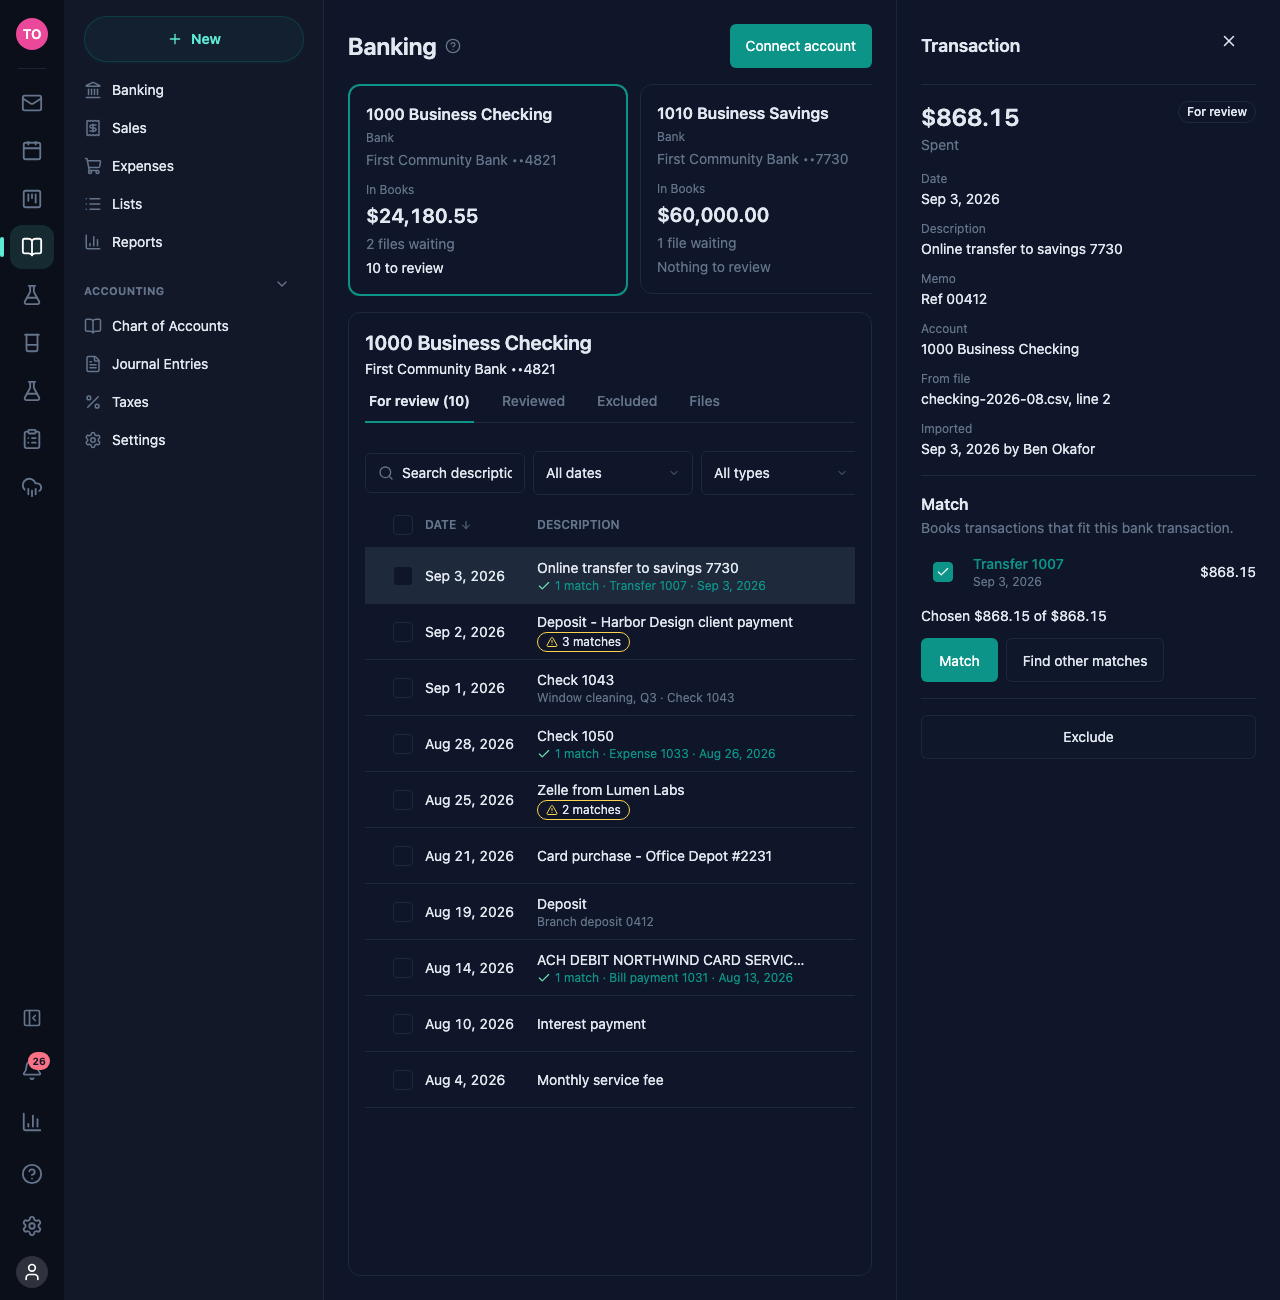 TO
New
Banking
Sales
Expenses
Lists
Reports
ACCOUNTING
Chart of Accounts
Journal Entries
Taxes
Settings
26
Banking
Connect account
1000 Business Checking
Bank
First Community Bank ••4821
In Books
$24,180.55
2 files waiting
10 to review
1010 Business Savings
Bank
First Community Bank ••7730
In Books
$60,000.00
1 file waiting
Nothing to review
1000 Business Checking
First Community Bank ••4821
For review (10) Reviewed Excluded Files
Search descriptic All dates All types
DATE DESCRIPTION
Sep 3, 2026 Online transfer to savings 7730
1 match · Transfer 1007 · Sep 3, 2026
Sep 2, 2026 Deposit - Harbor Design client payment
3 matches
Sep 1, 2026 Check 1043
Window cleaning, Q3 · Check 1043
Aug 28, 2026 Check 1050
1 match · Expense 1033 · Aug 26, 2026
Aug 25, 2026 Zelle from Lumen Labs
2 matches
Aug 21, 2026 Card purchase - Office Depot #2231
Aug 19, 2026 Deposit
Branch deposit 0412
Aug 14, 2026 ACH DEBIT NORTHWIND CARD SERVIC...
1 match · Bill payment 1031 · Aug 13, 2026
Aug 10, 2026 Interest payment
Aug 4, 2026 Monthly service fee
Transaction
$868.15 For review
Spent
Date
Sep 3, 2026
Description
Online transfer to savings 7730
Memo
Ref 00412
Account
1000 Business Checking
From file
checking-2026-08.csv, line 2
Imported
Sep 3, 2026 by Ben Okafor
Match
Books transactions that fit this bank transaction.
Transfer 1007
Sep 3, 2026
$868.15
Chosen $868.15 of $868.15
Match Find other matches
Exclude